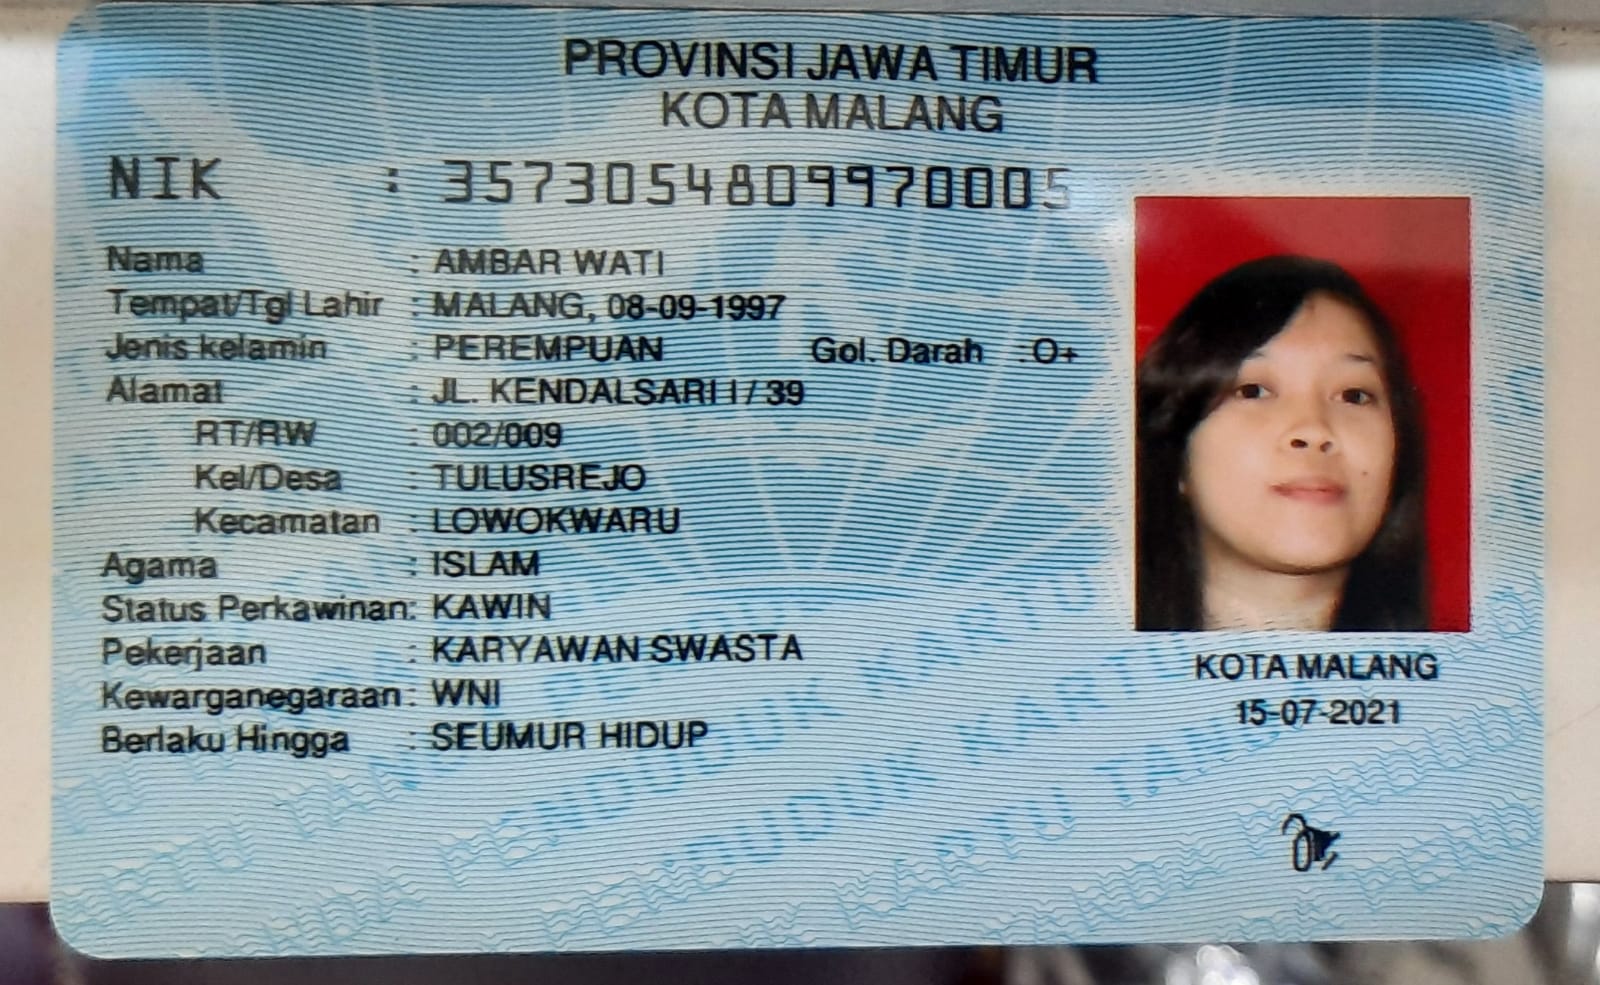 PROVINSI JAWA TIMUR
KOTA MALANG
NIK : 3573054809970005
Nama : AMBAR WATI
Tempat/Tgl Lahir : MALANG, 08-09-1997
Jenis kelamin : PEREMPUAN Gol. Darah : O+
Alamat : JL. KENDALSARI I / 39
RT/RW : 002/009
Kel/Desa : TULUSREJO
Kecamatan : LOWOKWARU
Agama : ISLAM
Status Perkawinan: KAWIN
Pekerjaan : KARYAWAN SWASTA
Kewarganegaraan: WNI
Berlaku Hingga : SEUMUR HIDUP
KOTA MALANG
15-07-2021